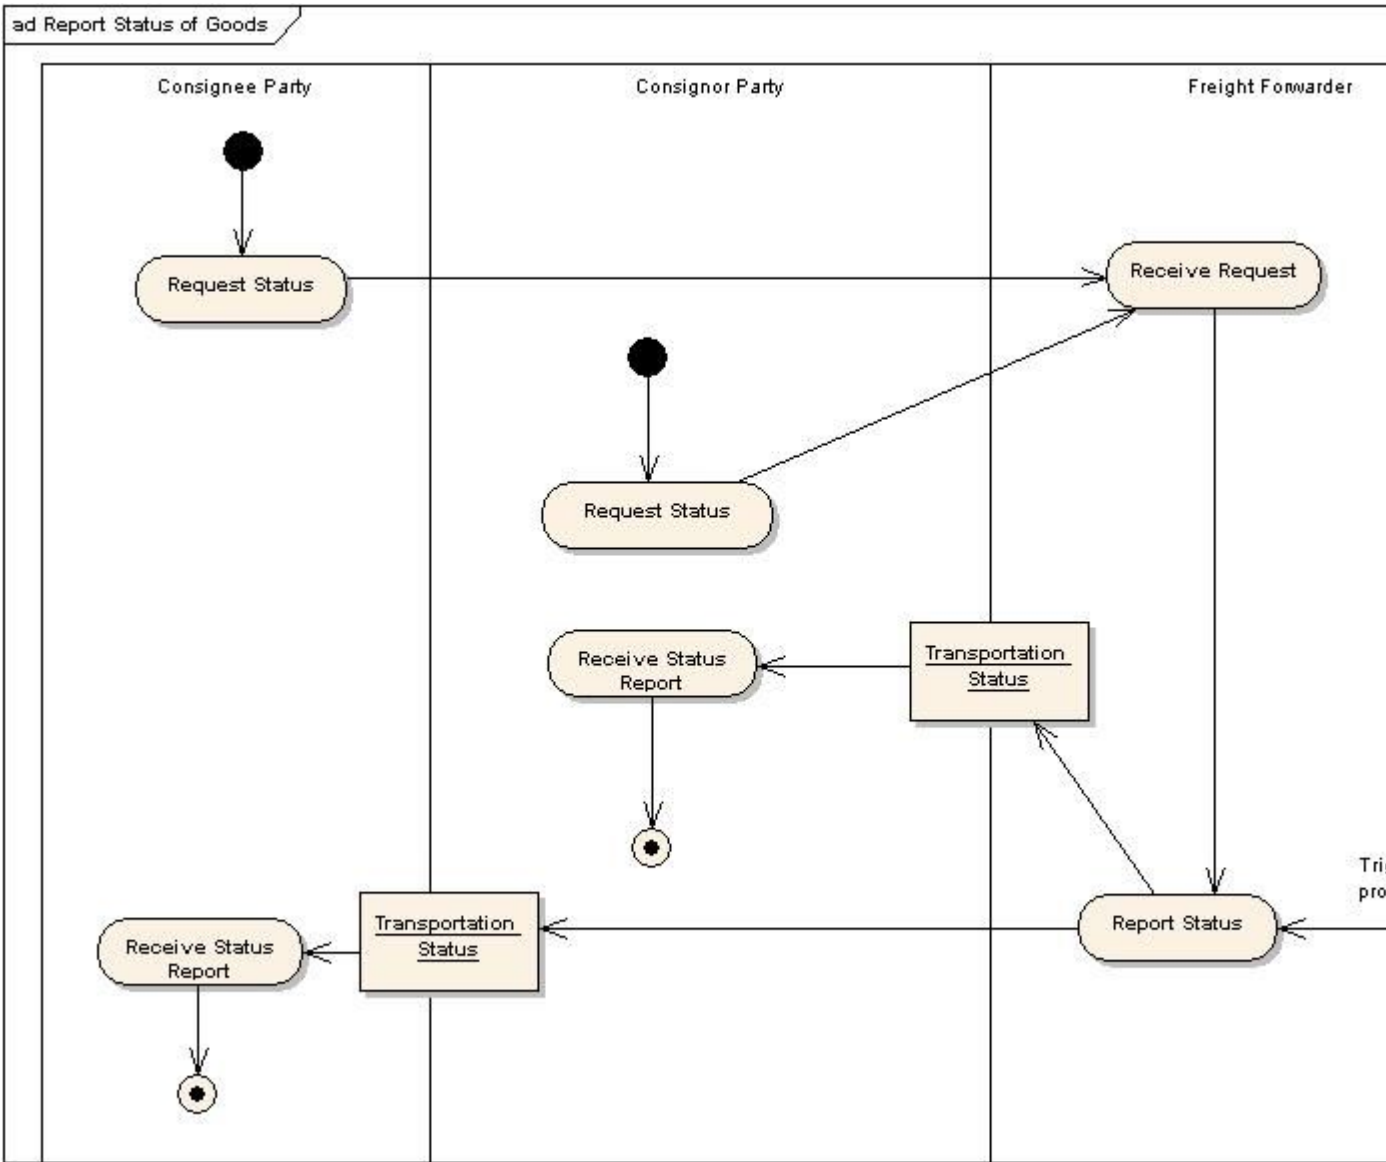 ad Report Status of Goods
Consignee Party
Consignor Party
Freight Forwarder
Request Status
Receive Request
Request Status
Receive Status
Report
Transportation
Status
Report Status
Transportation
Status
Receive Status
Report